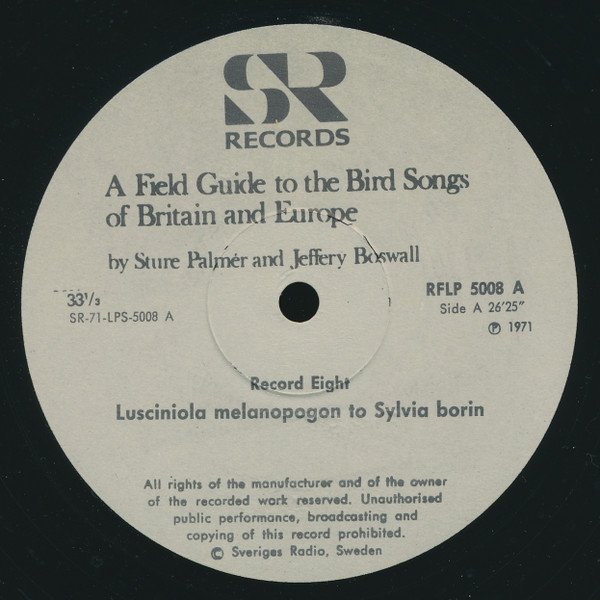 SR
RECORDS
A Field Guide to the Bird Songs
of Britain and Europe
by Sture Palmér and Jeffery Boswall
33 1/3
SR-71-LPS-5008 A
RFLP 5008 A
Side A 26'25"
℗ 1971
Record Eight
Lusciniola melanopogon to Sylvia borin
All rights of the manufacturer and of the owner
of the recorded work reserved. Unauthorised
public performance, broadcasting and
copying of this record prohibited.
© Sveriges Radio, Sweden